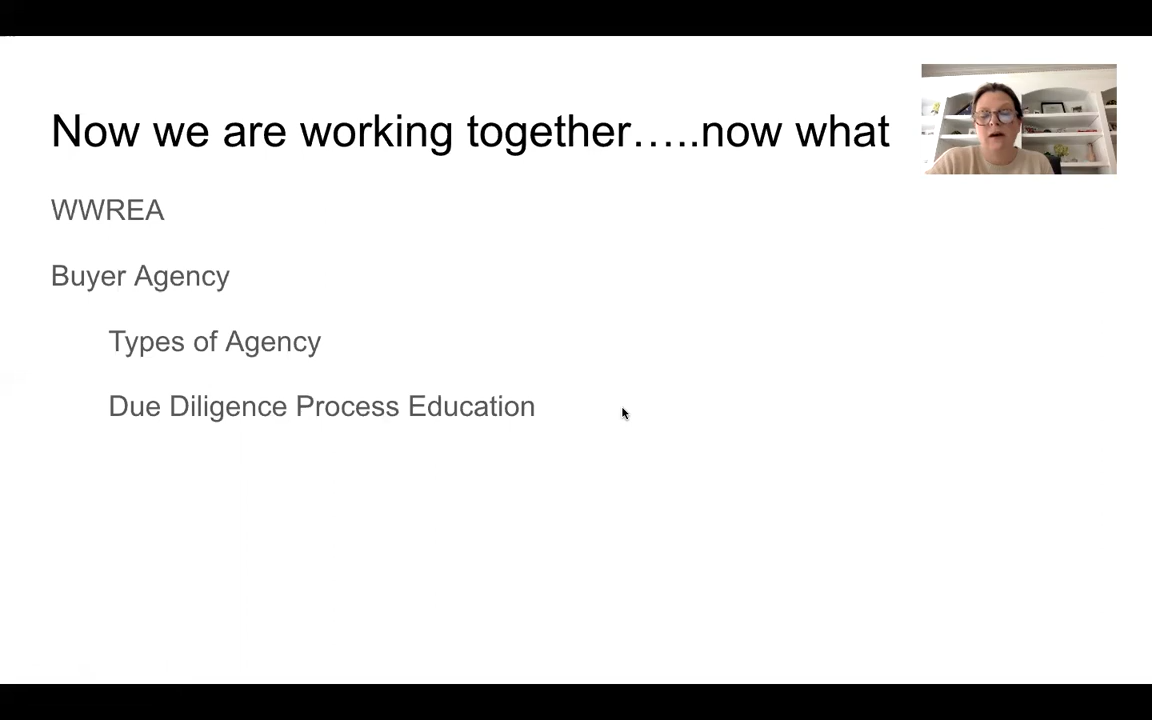 Now we are working together.....now what
WWREA
Buyer Agency
Types of Agency
Due Diligence Process Education